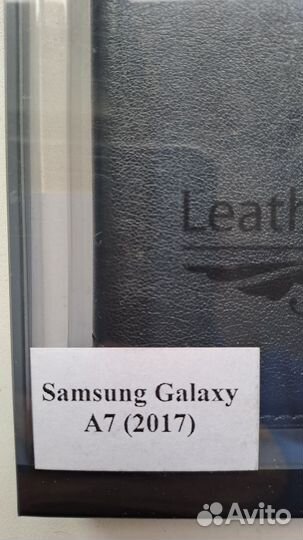 Leath
Samsung Galaxy
A7 (2017)
Avito